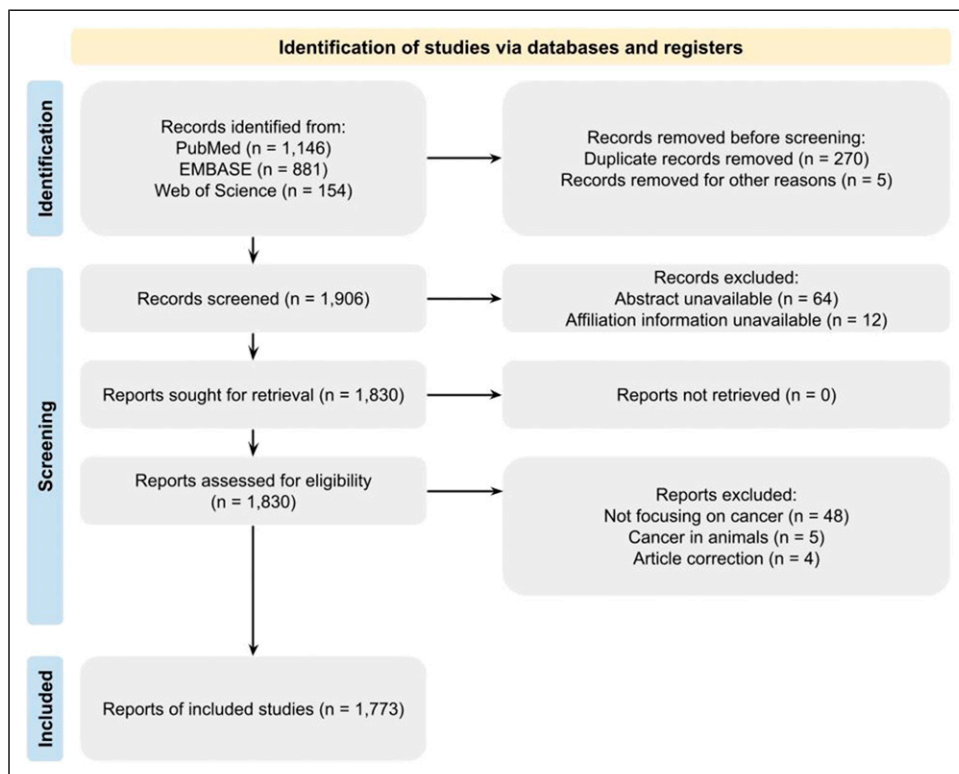 Identification of studies via databases and registers
Identification
Records identified from:
PubMed (n = 1,146)
EMBASE (n = 881)
Web of Science (n = 154)
Records removed before screening:
Duplicate records removed (n = 270)
Records removed for other reasons (n = 5)
Screening
Records screened (n = 1,906)
Records excluded:
Abstract unavailable (n = 64)
Affiliation information unavailable (n = 12)
Reports sought for retrieval (n = 1,830)
Reports not retrieved (n = 0)
Reports assessed for eligibility
(n = 1,830)
Reports excluded:
Not focusing on cancer (n = 48)
Cancer in animals (n = 5)
Article correction (n = 4)
Included
Reports of included studies (n = 1,773)